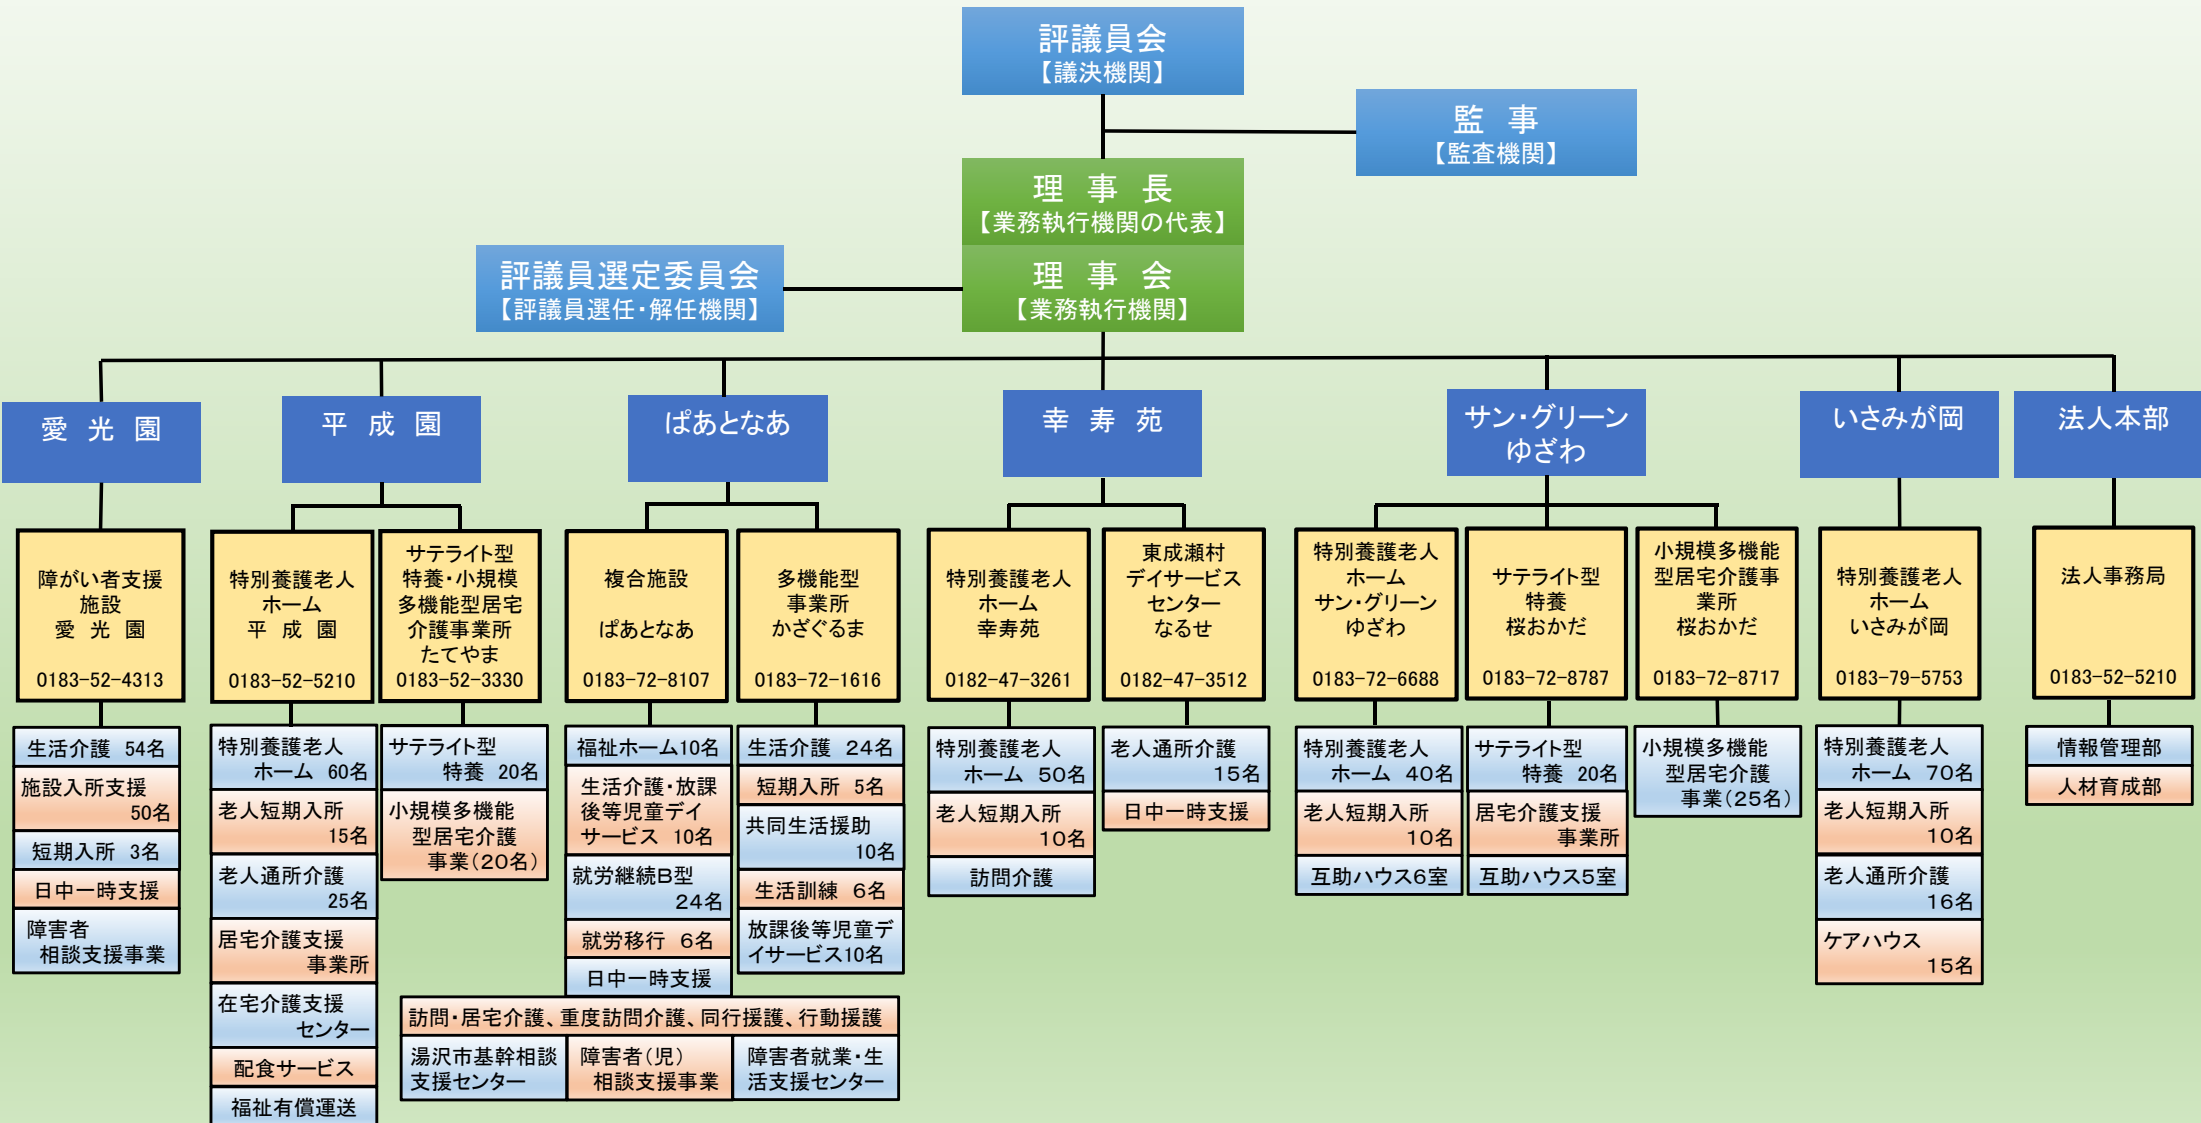 評議員会
【議決機関】
監　事
【監査機関】
理　事　長
【業務執行機関の代表】
評議員選定委員会
【評議員選任・解任機関】
理　事　会
【業務執行機関】
愛　光　園
平　成　園
ぱあとなあ
幸　寿　苑
サン・グリーン
ゆざわ
いさみが岡
法人本部
障がい者支援
施設
愛　光　園
0183-52-4313
特別養護老人
ホーム
平　成　園
0183-52-5210
サテライト型
特養・小規模
多機能型居宅
介護事業所
たてやま
0183-52-3330
複合施設
ぱあとなあ
0183-72-8107
多機能型
事業所
かざぐるま
0183-72-1616
特別養護老人
ホーム
幸寿苑
0182-47-3261
東成瀬村
デイサービス
センター
なるせ
0182-47-3512
特別養護老人
ホーム
サン・グリーン
ゆざわ
0183-72-6688
サテライト型
特養
桜おかだ
0183-72-8787
小規模多機能
型居宅介護事
業所
桜おかだ
0183-72-8717
特別養護老人
ホーム
いさみが岡
0183-79-5753
法人事務局
0183-52-5210
生活介護 54名
施設入所支援
50名
短期入所 3名
日中一時支援
障害者
相談支援事業
特別養護老人
ホーム 60名
老人短期入所
15名
老人通所介護
25名
居宅介護支援
事業所
在宅介護支援
センター
配食サービス
福祉有償運送
サテライト型
特養 20名
小規模多機能
型居宅介護
事業(20名)
福祉ホーム10名
生活介護・放課
後等児童デイ
サービス 10名
就労継続B型
24名
就労移行 6名
日中一時支援
生活介護 24名
短期入所 5名
共同生活援助
10名
生活訓練 6名
放課後等児童デ
イサービス10名
訪問・居宅介護、重度訪問介護、同行援護、行動援護
湯沢市基幹相談
支援センター
障害者(児)
相談支援事業
障害者就業・生
活支援センター
特別養護老人
ホーム 50名
老人短期入所
10名
訪問介護
老人通所介護
15名
日中一時支援
特別養護老人
ホーム 40名
老人短期入所
10名
互助ハウス6室
サテライト型
特養 20名
居宅介護支援
事業所
互助ハウス5室
小規模多機能
型居宅介護
事業(25名)
特別養護老人
ホーム 70名
老人短期入所
10名
老人通所介護
16名
ケアハウス
15名
情報管理部
人材育成部